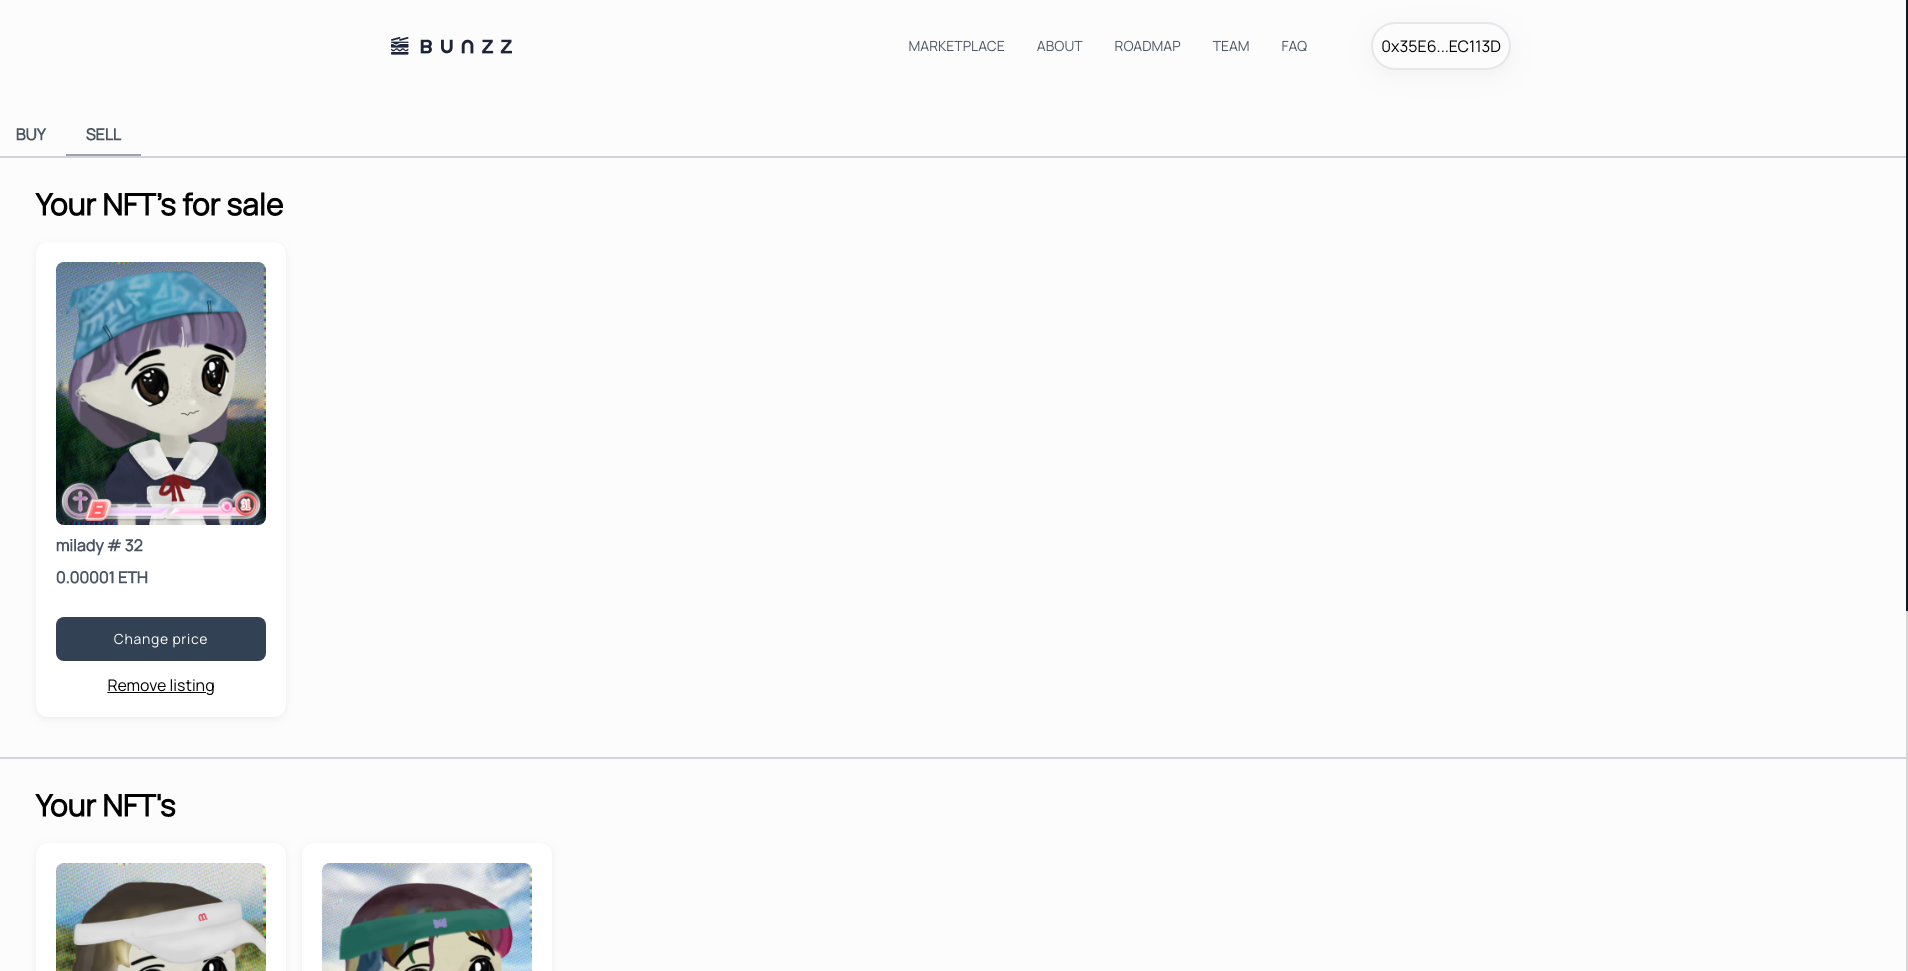 BUNZZ
MARKETPLACE
ABOUT
ROADMAP
TEAM
FAQ
0x35E6...EC113D
BUY
SELL
Your NFT's for sale
MILA
B
milady # 32
0.00001 ETH
Change price
Remove listing
Your NFT's
m